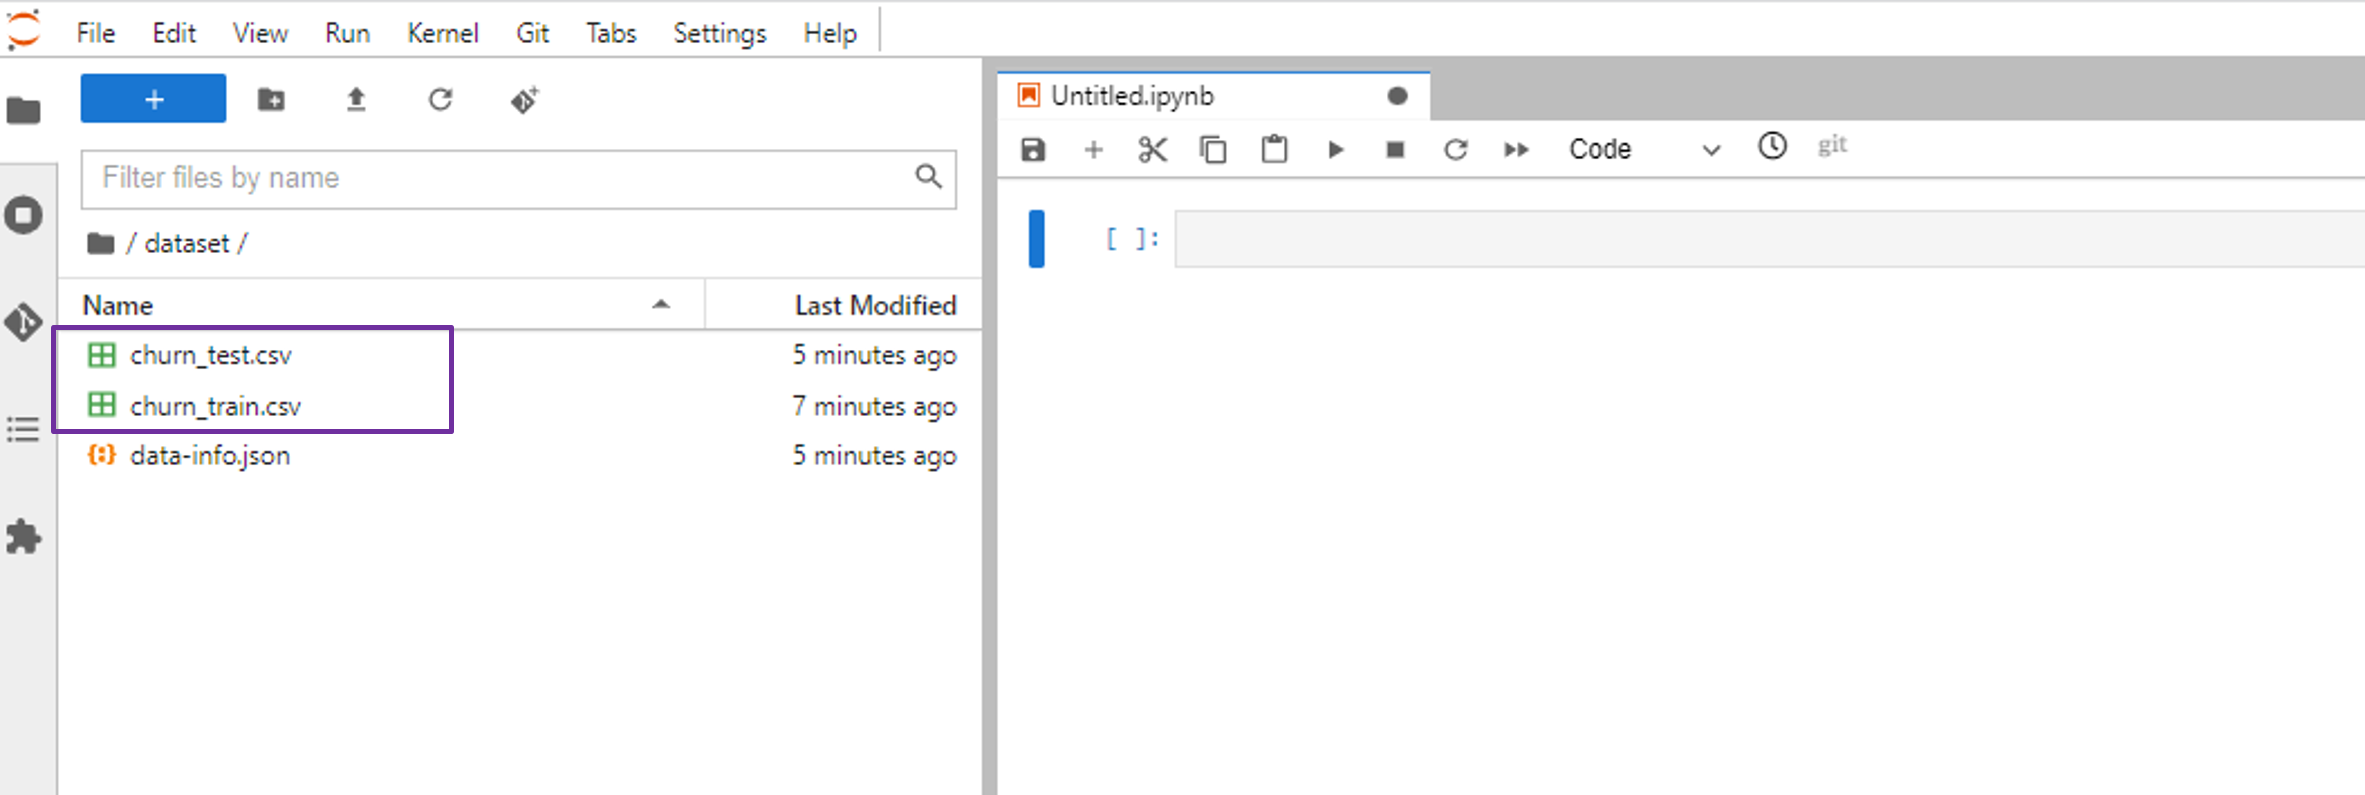 File Edit View Run Kernel Git Tabs Settings Help
+
Filter files by name
/ dataset /
Name Last Modified
churn_test.csv 5 minutes ago
churn_train.csv 7 minutes ago
data-info.json 5 minutes ago
Untitled.ipynb
Code git
[ ]: